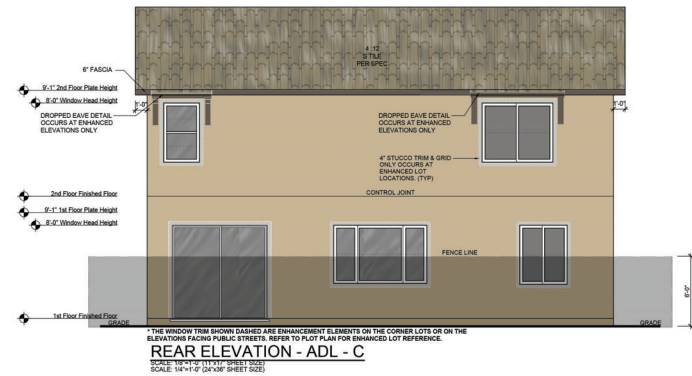 4 :12
S TILE
PER SPEC
6" FASCIA
9'-1" 2nd Floor Plate Height
8'-0" Window Head Height
1'-0"
1'-0"
DROPPED EAVE DETAIL
OCCURS AT ENHANCED
ELEVATIONS ONLY
DROPPED EAVE DETAIL
OCCURS AT ENHANCED
ELEVATIONS ONLY
4" STUCCO TRIM & GRID
ONLY OCCURS AT
ENHANCED LOT
LOCATIONS. (TYP)
2nd Floor Finished Floor
CONTROL JOINT
9'-1" 1st Floor Plate Height
8'-0" Window Head Height
FENCE LINE
6'-0"
1st Floor Finished Floor
GRADE
GRADE
* THE WINDOW TRIM SHOWN DASHED ARE ENHANCEMENT ELEMENTS ON THE CORNER LOTS OR ON THE
ELEVATIONS FACING PUBLIC STREETS. REFER TO PLOT PLAN FOR ENHANCED LOT REFERENCE.
REAR ELEVATION - ADL - C
SCALE: 1/8"=1'-0" (11"x17" SHEET SIZE)
SCALE: 1/4"=1'-0" (24"x36" SHEET SIZE)